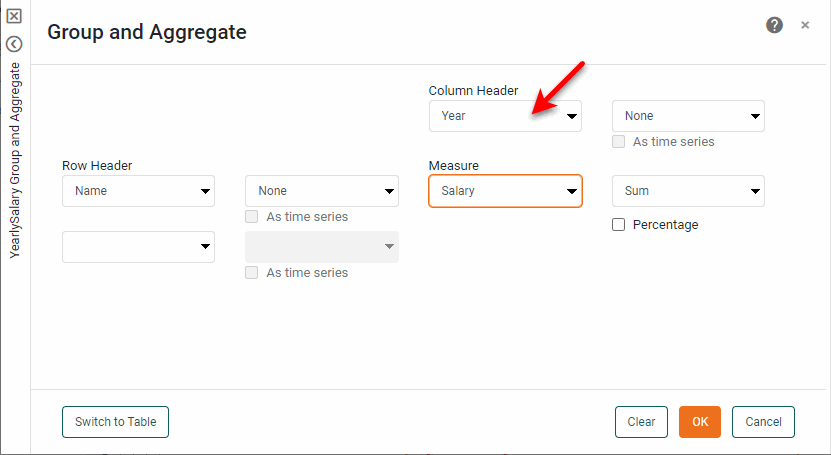 YearlySalary Group and Aggregate
Group and Aggregate
Column Header
Year
None
As time series
Row Header
Measure
Name
None
Salary
Sum
As time series
Percentage
As time series
Switch to Table
Clear
OK
Cancel